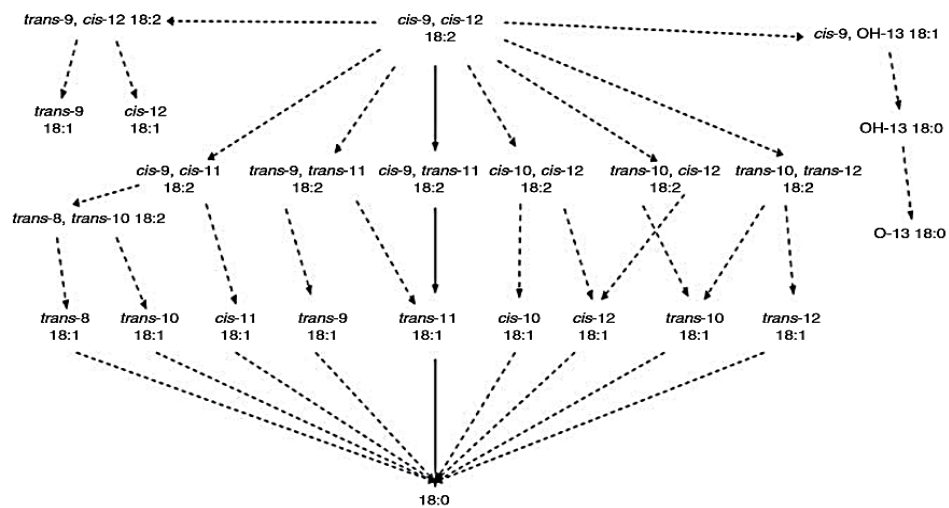 trans-9, cis-12 18:2
cis-9, cis-12
18:2
cis-9, OH-13 18:1
trans-9
18:1
cis-12
18:1
OH-13 18:0
cis-9, cis-11
18:2
trans-9, trans-11
18:2
cis-9, trans-11
18:2
cis-10, cis-12
18:2
trans-10, cis-12
18:2
trans-10, trans-12
18:2
trans-8, trans-10 18:2
O-13 18:0
trans-8
18:1
trans-10
18:1
cis-11
18:1
trans-9
18:1
trans-11
18:1
cis-10
18:1
cis-12
18:1
trans-10
18:1
trans-12
18:1
18:0